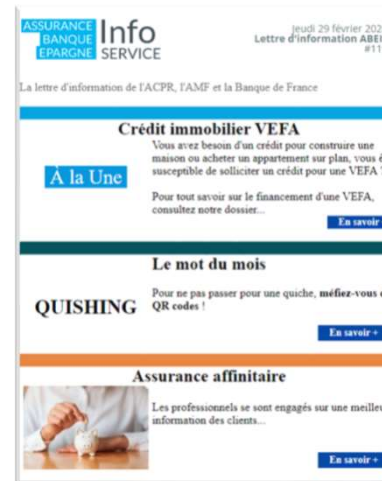 ASSURANCE
BANQUE
EPARGNE
Info
SERVICE
jeudi 29 février 202
Lettre d'information ABEI
#11
La lettre d'information de l'ACPR, l'AMF et la Banque de France
Crédit immobilier VEFA
À la Une
Vous avez besoin d'un crédit pour construire une
maison ou acheter un appartement sur plan, vous ê
susceptible de solliciter un crédit pour une VEFA ?
Pour tout savoir sur le financement d'une VEFA,
consultez notre dossier...
En savoir
Le mot du mois
QUISHING
Pour ne pas passer pour une quiche, méfiez-vous d
QR codes !
En savoir +
Assurance affinitaire
Les professionnels se sont engagés sur une meilleu
information des clients...
En savoir +